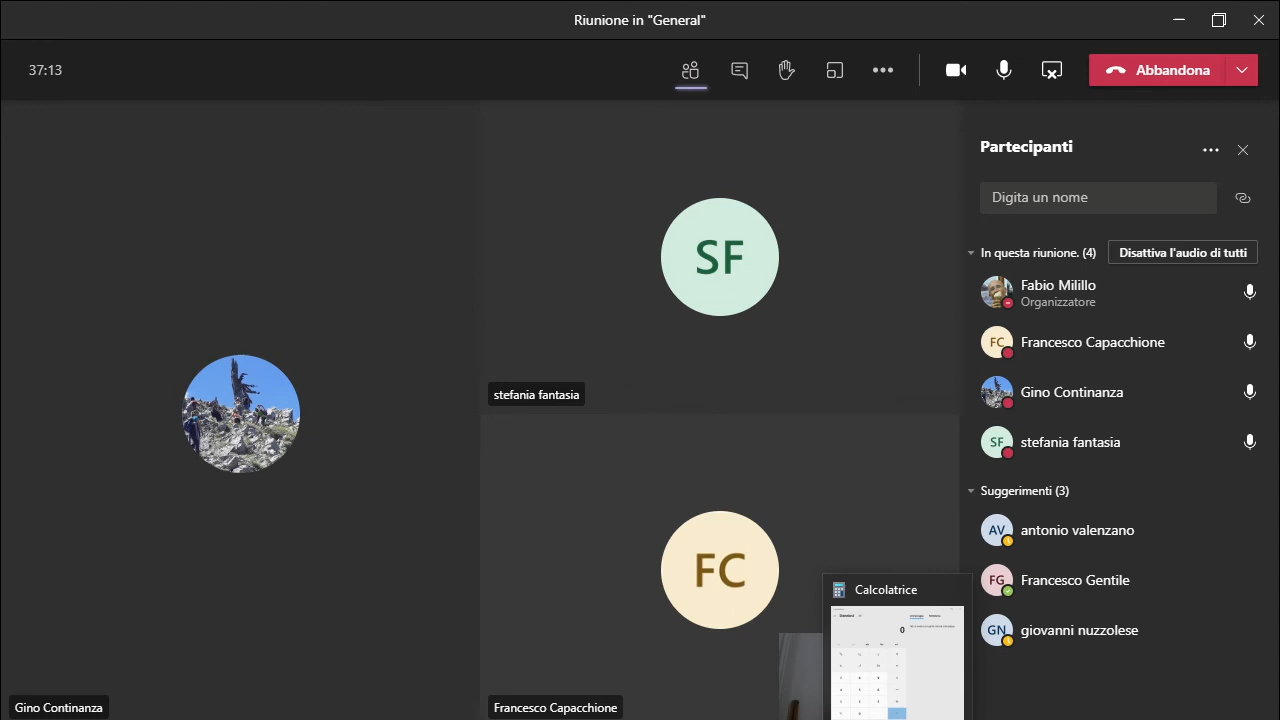 Riunione in "General"
37:13
Abbandona
Partecipanti
Digita un nome
In questa riunione. (4)
Disattiva l'audio di tutti
Fabio Milillo
Organizzatore
FC
Francesco Capacchione
Gino Continanza
SF
stefania fantasia
Suggerimenti (3)
AV
antonio valenzano
FG
Francesco Gentile
GN
giovanni nuzzolese
SF
stefania fantasia
FC
Calcolatrice
Standard
0
Gino Continanza
Francesco Capacchione